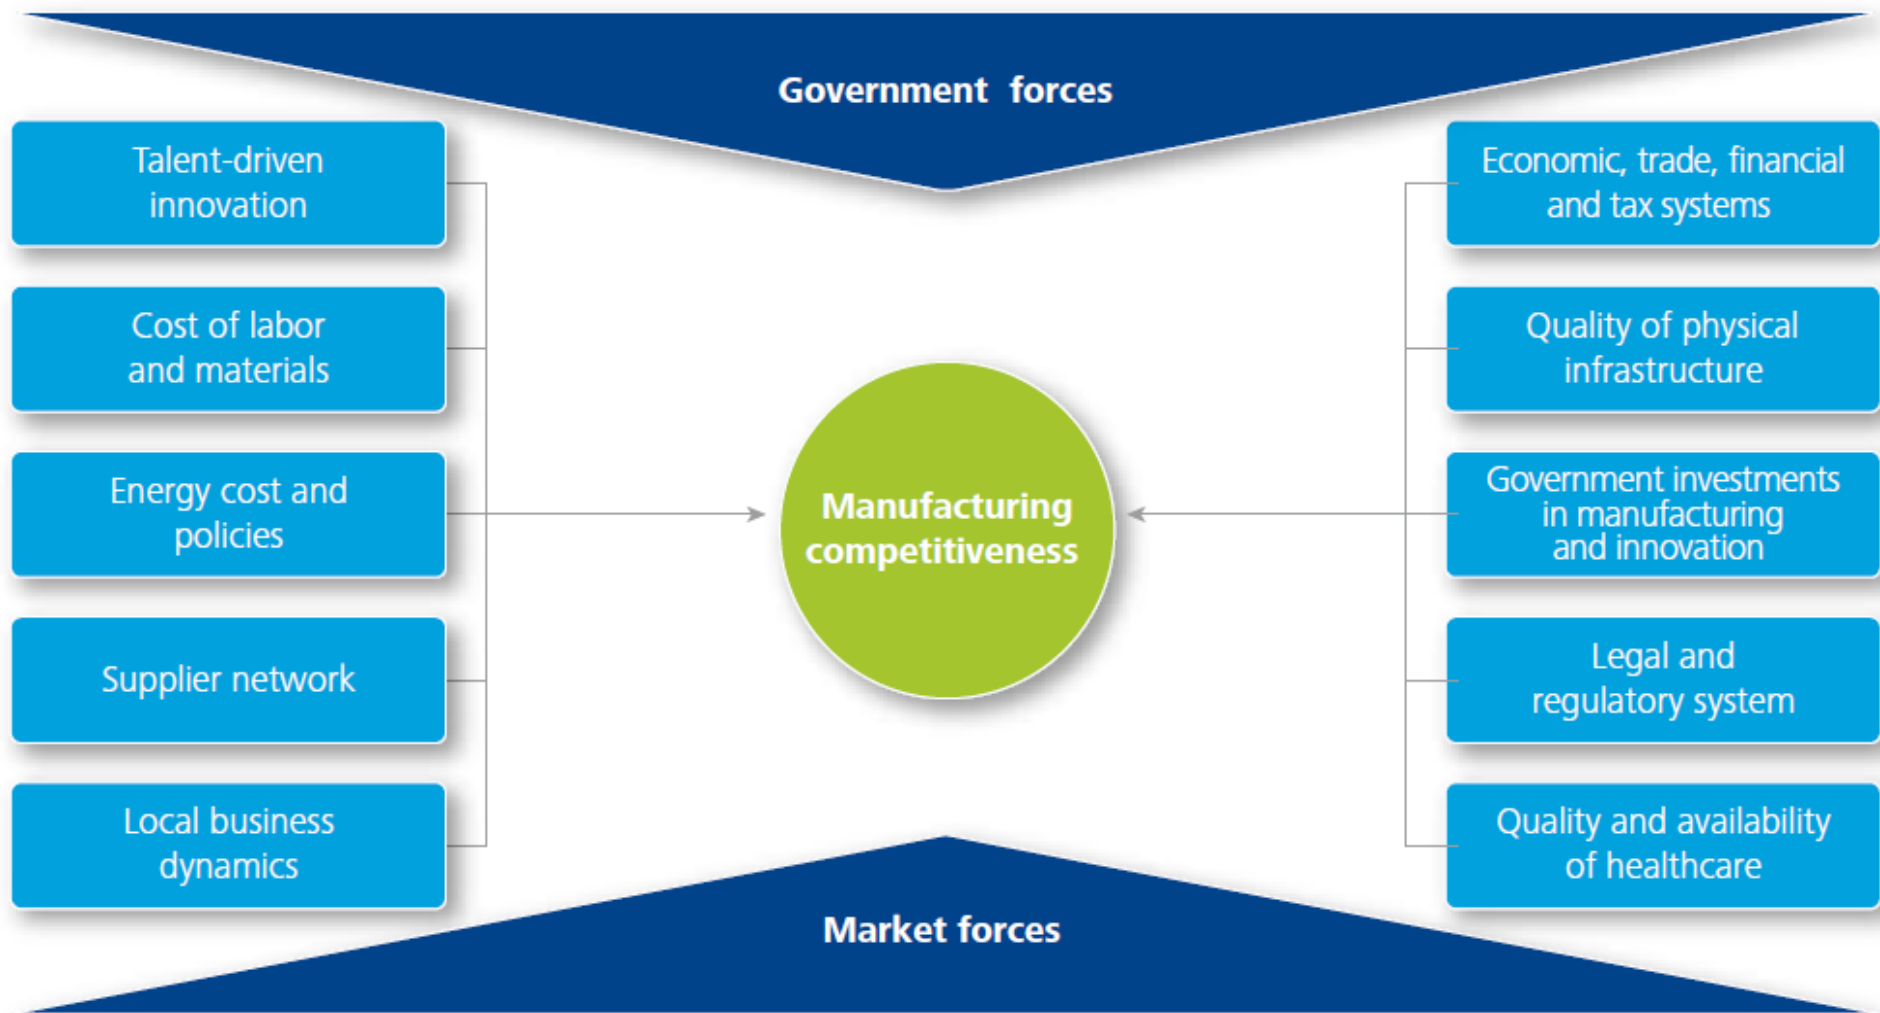 Government forces
Talent-driven
innovation
Cost of labor
and materials
Energy cost and
policies
Supplier network
Local business
dynamics
Manufacturing
competitiveness
Economic, trade, financial
and tax systems
Quality of physical
infrastructure
Government investments
in manufacturing
and innovation
Legal and
regulatory system
Quality and availability
of healthcare
Market forces